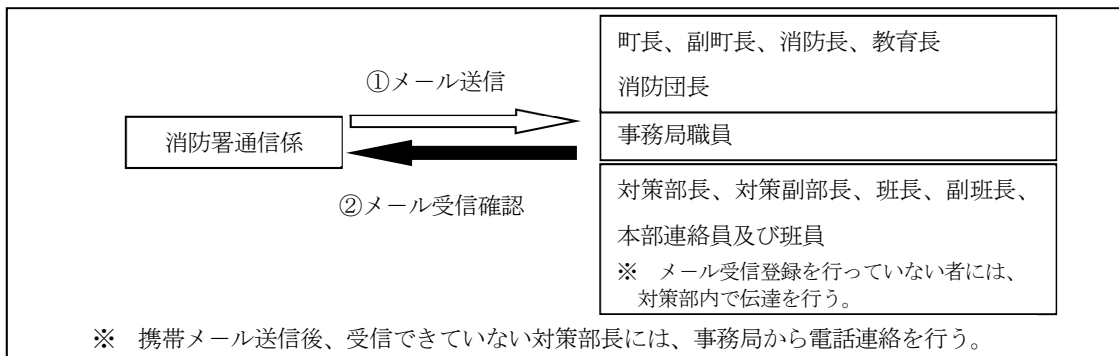 町長、副町長、消防長、教育長
①メール送信
消防団長
消防署通信係
事務局職員
②メール受信確認
対策部長、対策副部長、班長、副班長、
本部連絡員及び班員
※　メール受信登録を行っていない者には、
対策部内で伝達を行う。
※　携帯メール送信後、受信できていない対策部長には、事務局から電話連絡を行う。